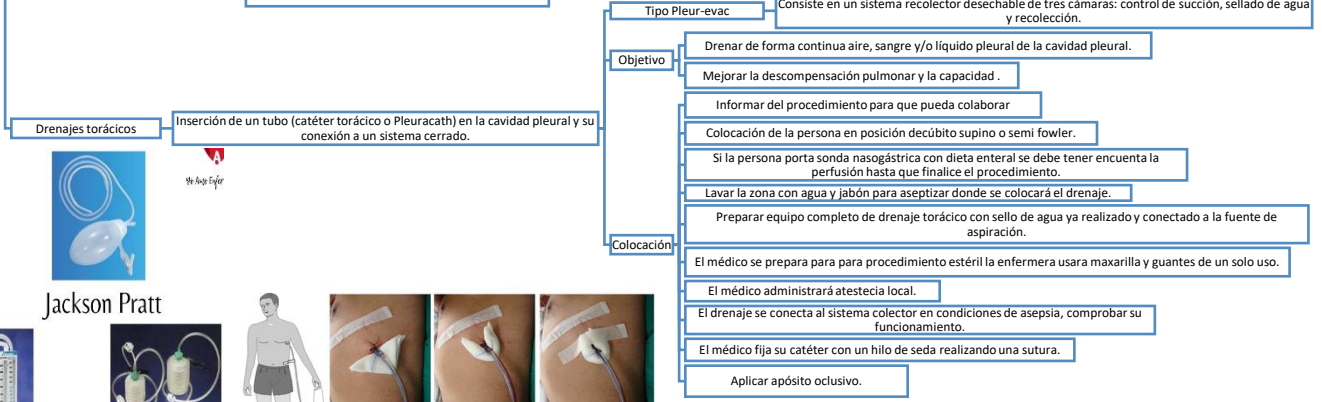 Tipo Pleur-evac
Consiste en un sistema recolector desechable de tres cámaras: control de succión, sellado de agua
y recolección.
Objetivo
Drenar de forma continua aire, sangre y/o líquido pleural de la cavidad pleural.
Mejorar la descompensación pulmonar y la capacidad .
Drenajes torácicos
Inserción de un tubo (catéter torácico o Pleuracath) en la cavidad pleural y su
conexión a un sistema cerrado.
Colocación
Informar del procedimiento para que pueda colaborar
Colocación de la persona en posición decúbito supino o semi fowler.
Si la persona porta sonda nasogástrica con dieta enteral se debe tener encuenta la
perfusión hasta que finalice el procedimiento.
Lavar la zona con agua y jabón para aseptizar donde se colocará el drenaje.
Preparar equipo completo de drenaje torácico con sello de agua ya realizado y conectado a la fuente de
aspiración.
El médico se prepara para para procedimiento estéril la enfermera usara maxarilla y guantes de un solo uso.
El médico administrará atestecia local.
El drenaje se conecta al sistema colector en condiciones de asepsia, comprobar su
funcionamiento.
El médico fija su catéter con un hilo de seda realizando una sutura.
Aplicar apósito oclusivo.
A
Jackson Pratt